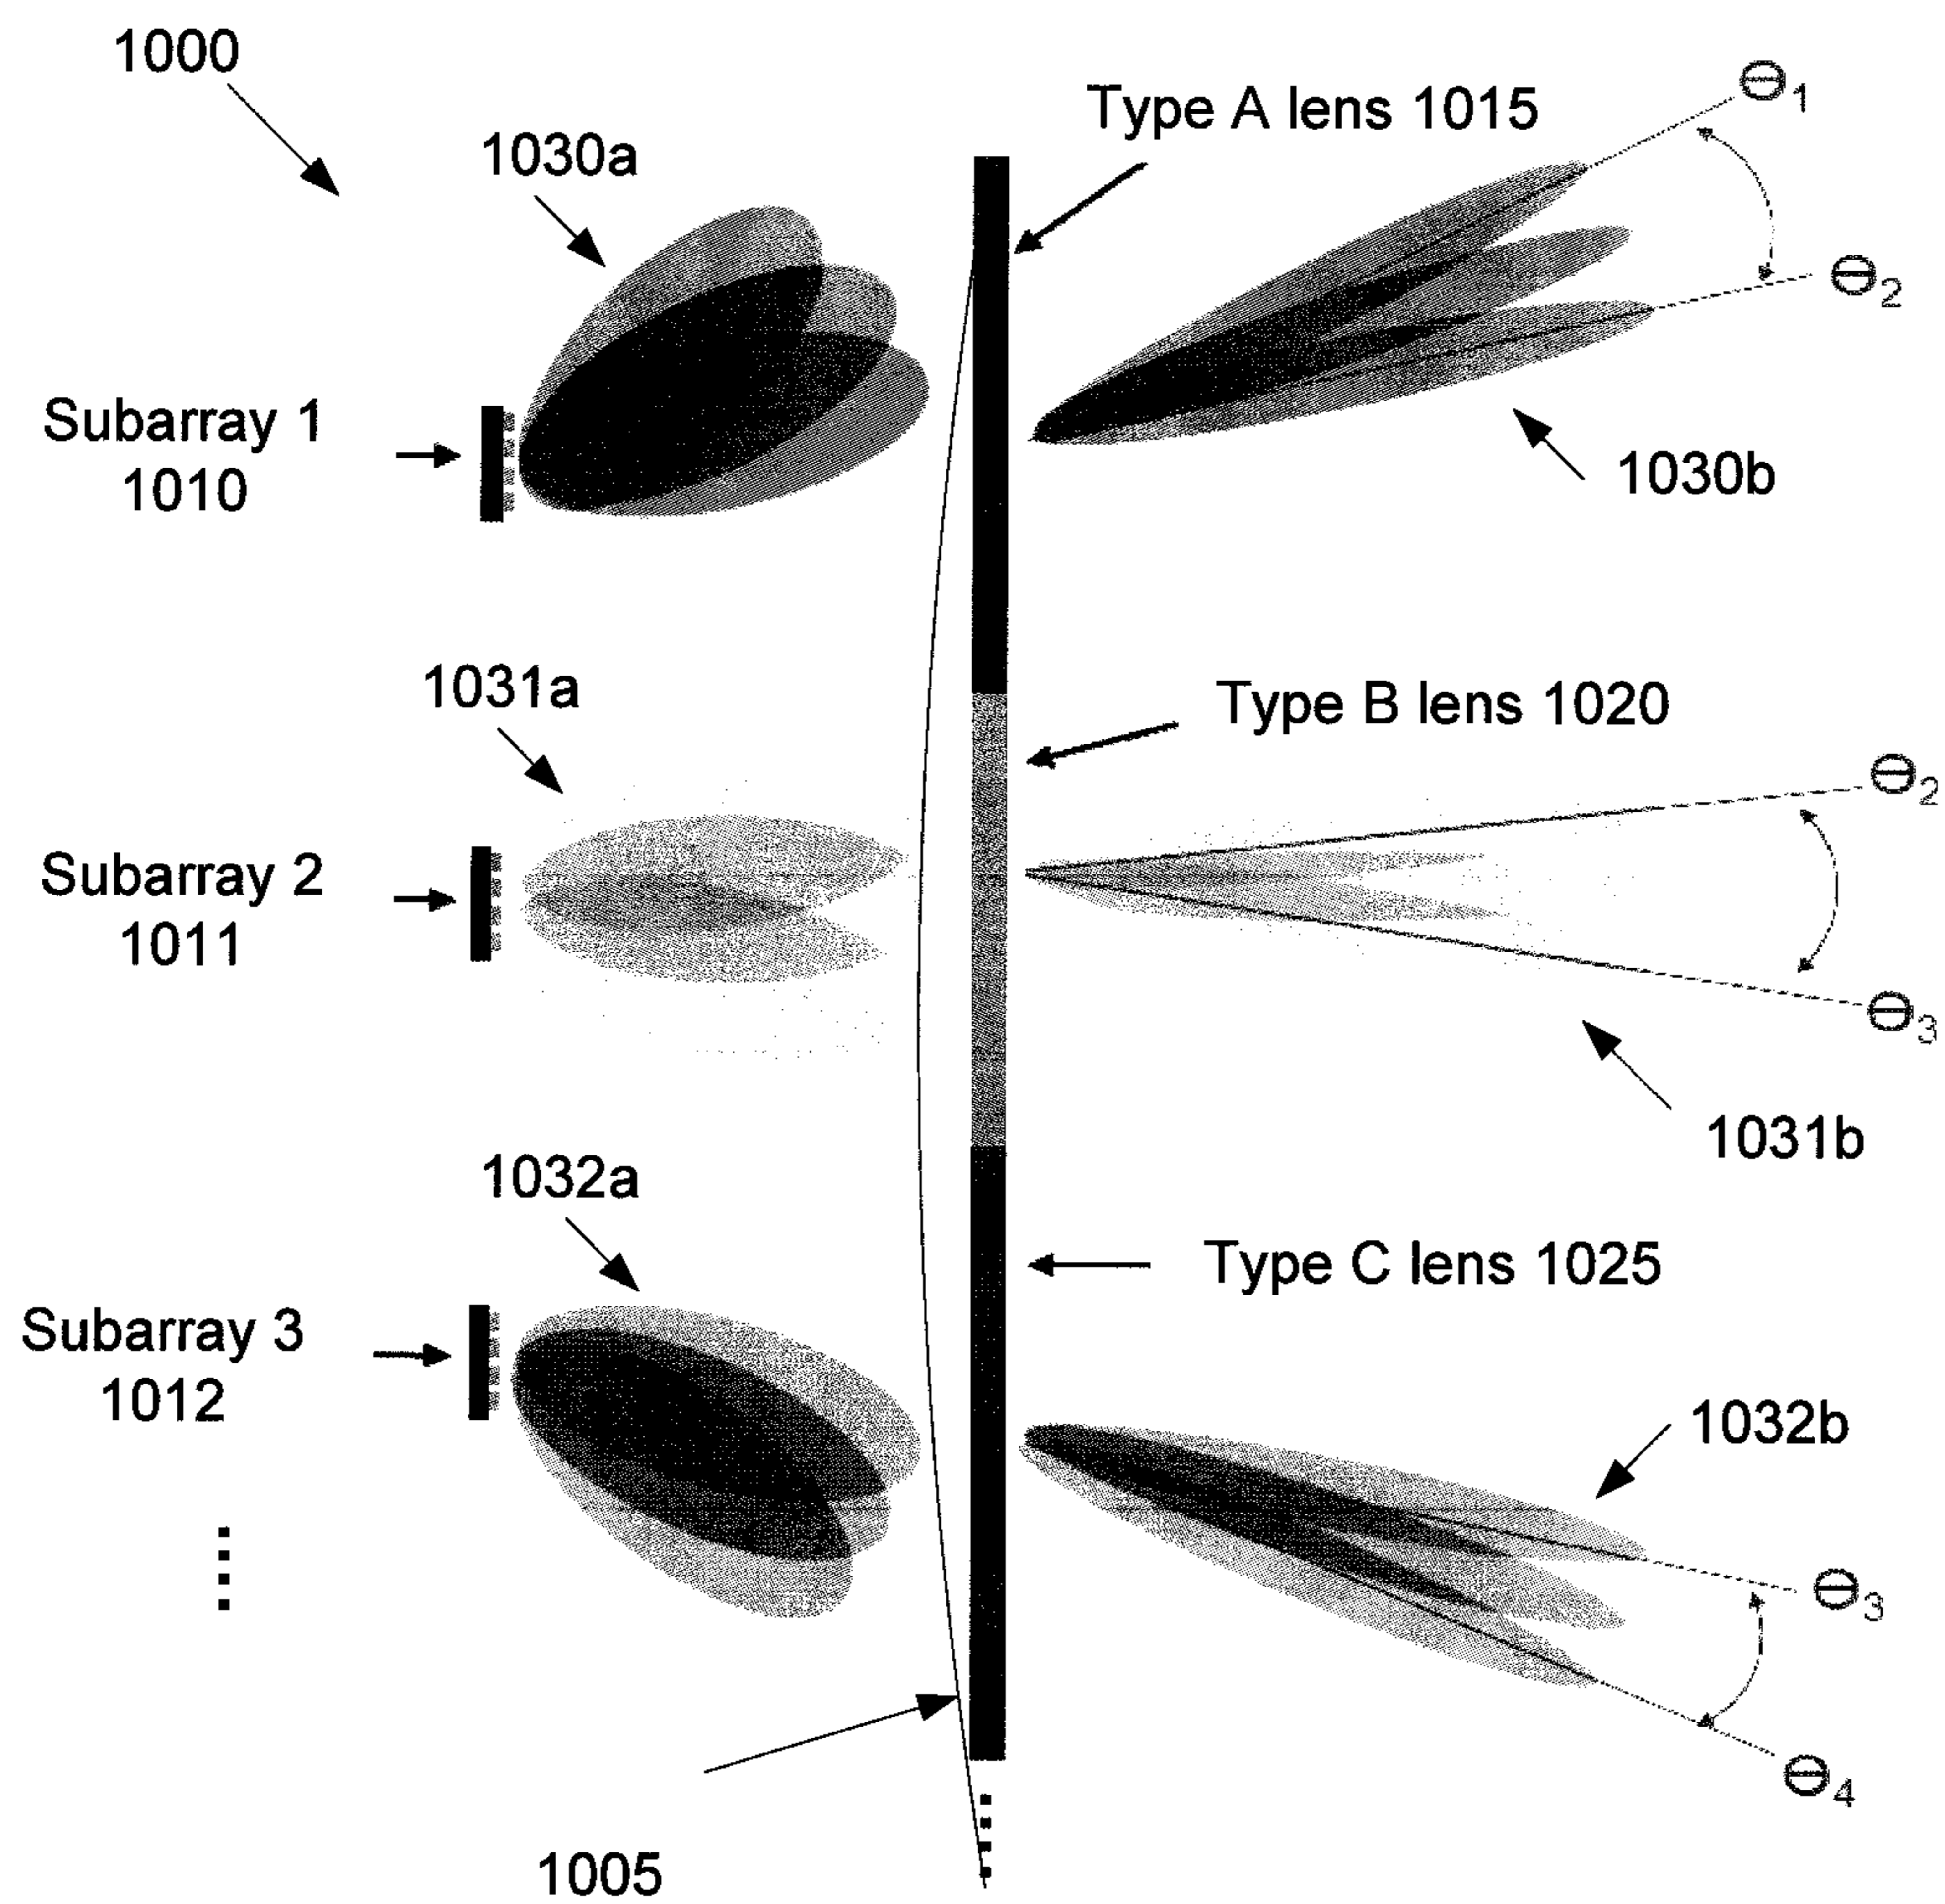 1000
Type A lens 1015
Θ1
1030a
Θ2
Subarray 1
1010
1030b
1031a
Type B lens 1020
Θ2
Subarray 2
1011
Θ3
1031b
1032a
Type C lens 1025
Subarray 3
1012
1032b
Θ3
Θ4
1005